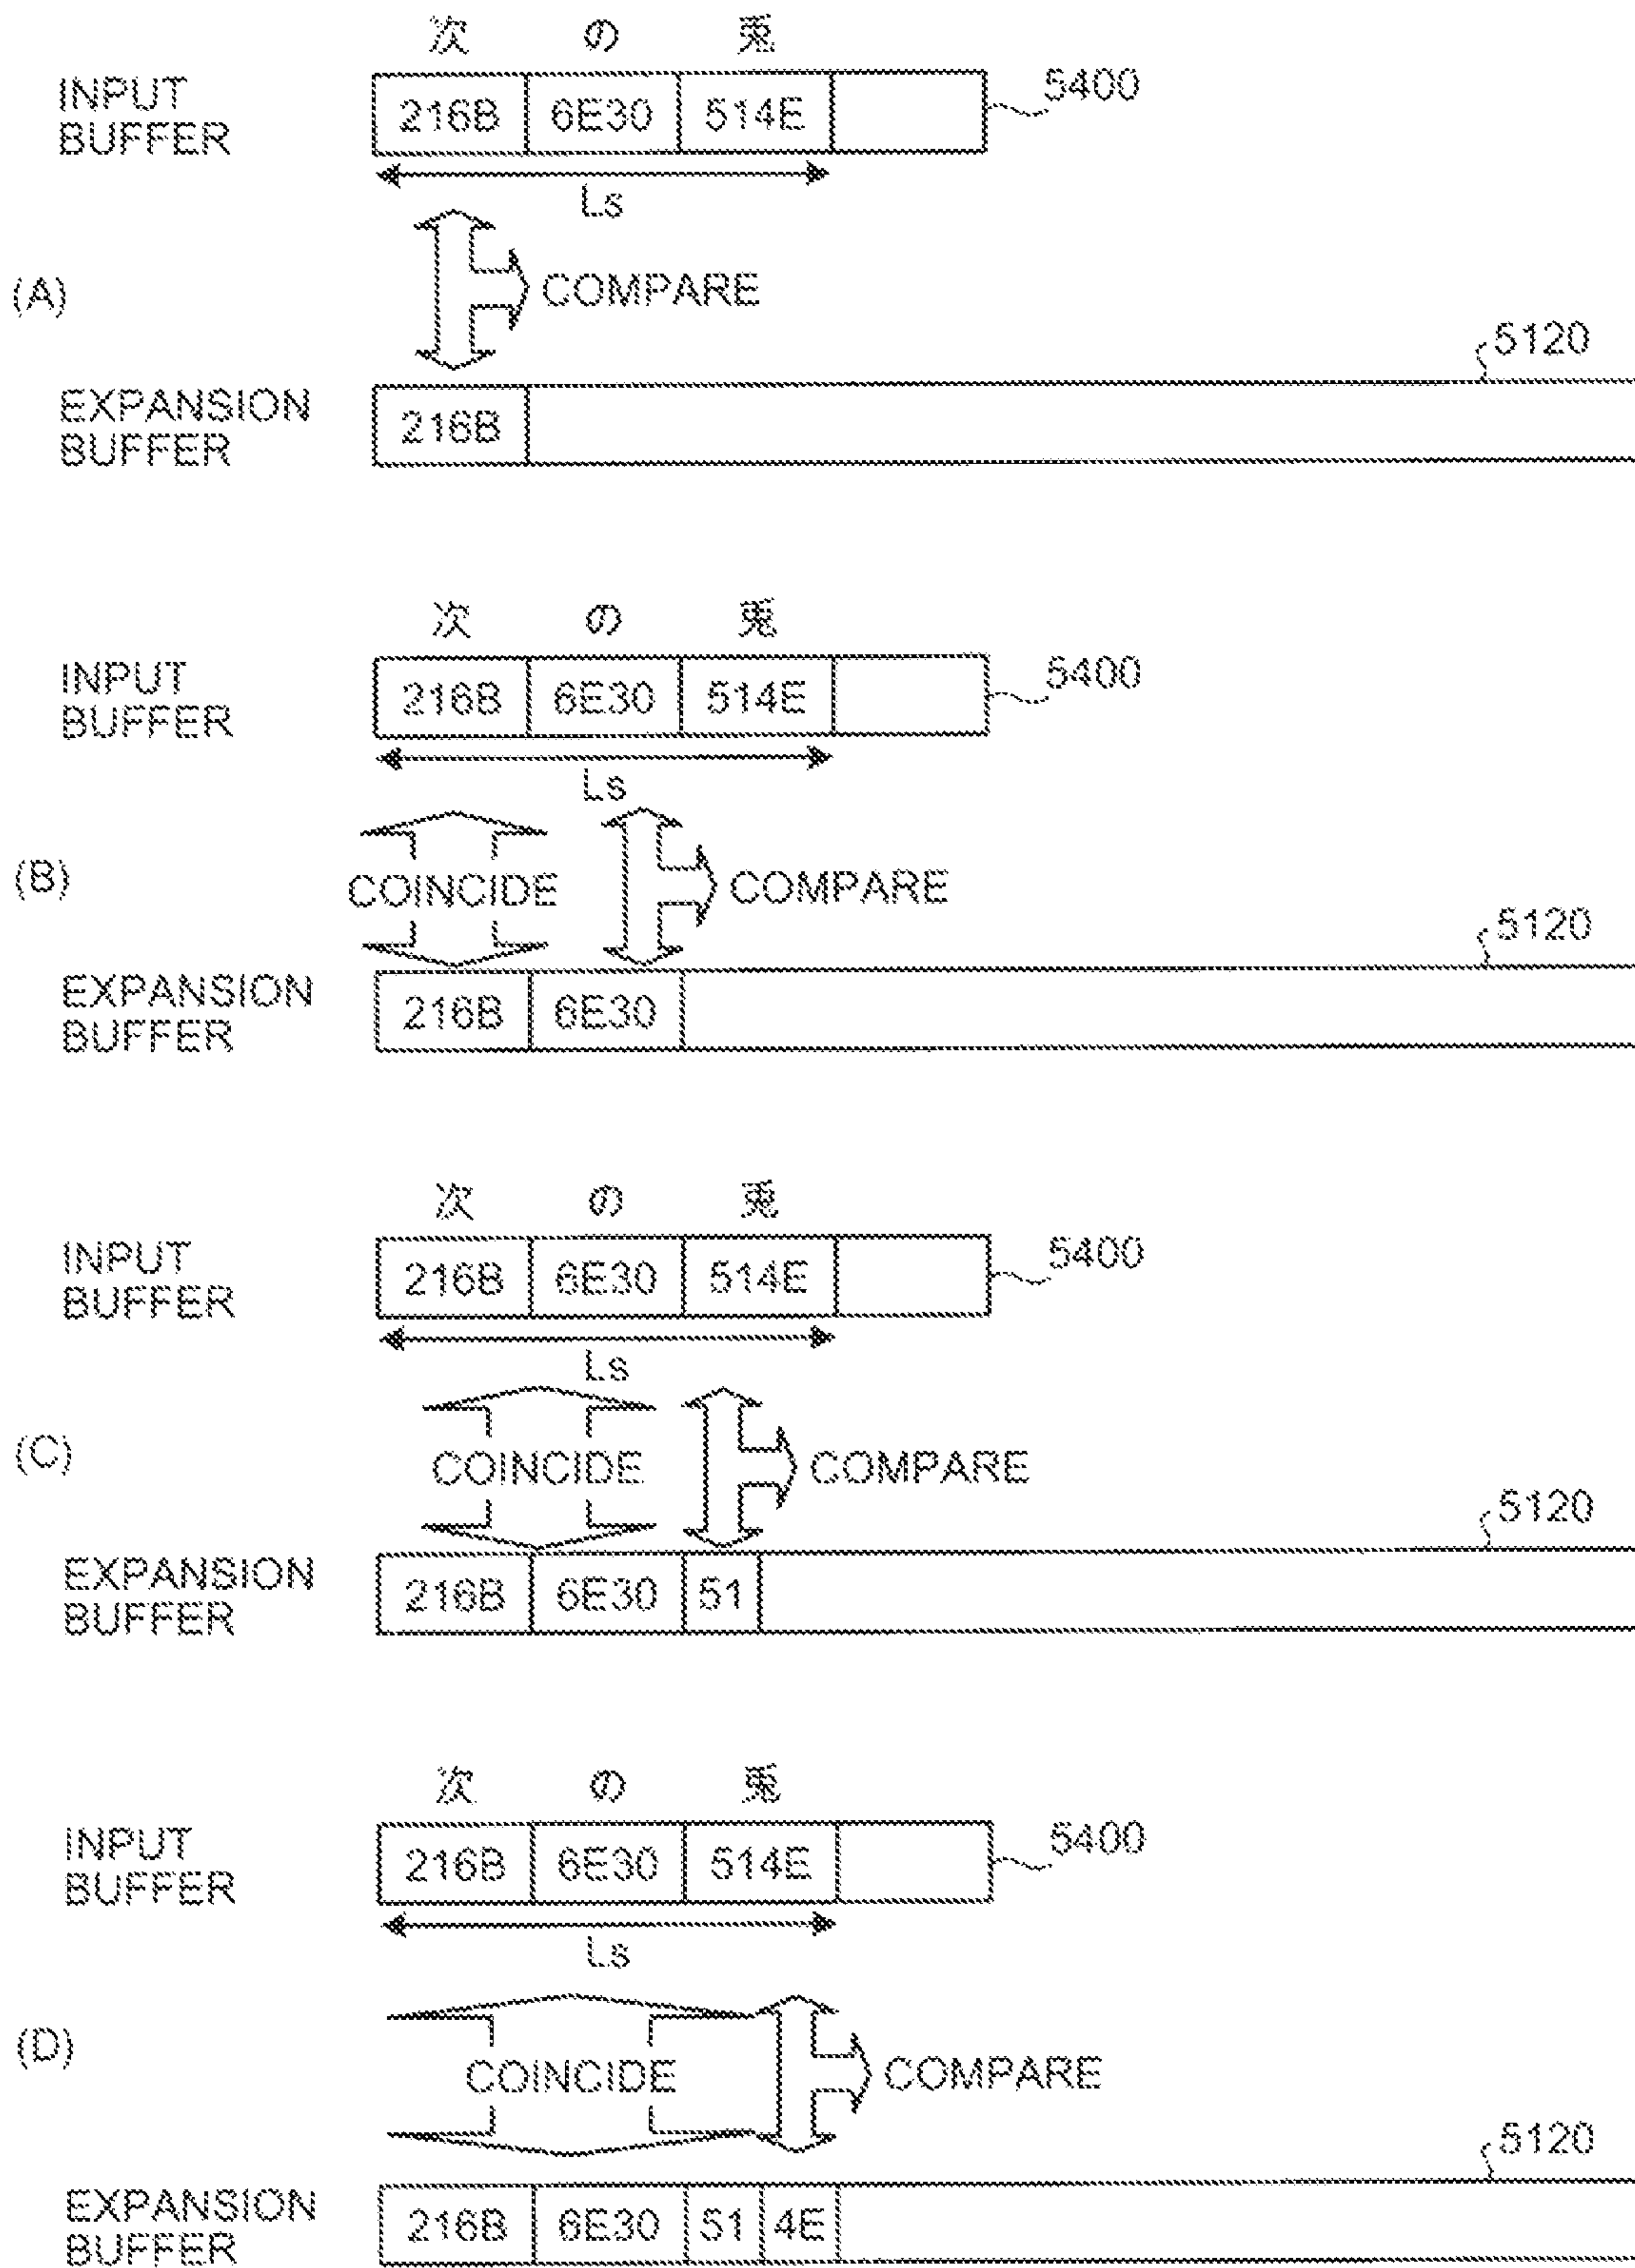 次 の 兎
INPUT BUFFER 216B 6E30 514E 5400
Ls
(A) COMPARE
5120
EXPANSION BUFFER 216B
次 の 兎
INPUT BUFFER 216B 6E30 514E 5400
Ls
(B) COINCIDE COMPARE
5120
EXPANSION BUFFER 216B 6E30
次 の 兎
INPUT BUFFER 216B 6E30 514E 5400
Ls
(C) COINCIDE COMPARE
5120
EXPANSION BUFFER 216B 6E30 51
次 の 兎
INPUT BUFFER 216B 6E30 514E 5400
Ls
(D) COINCIDE COMPARE
5120
EXPANSION BUFFER 216B 6E30 51 4E